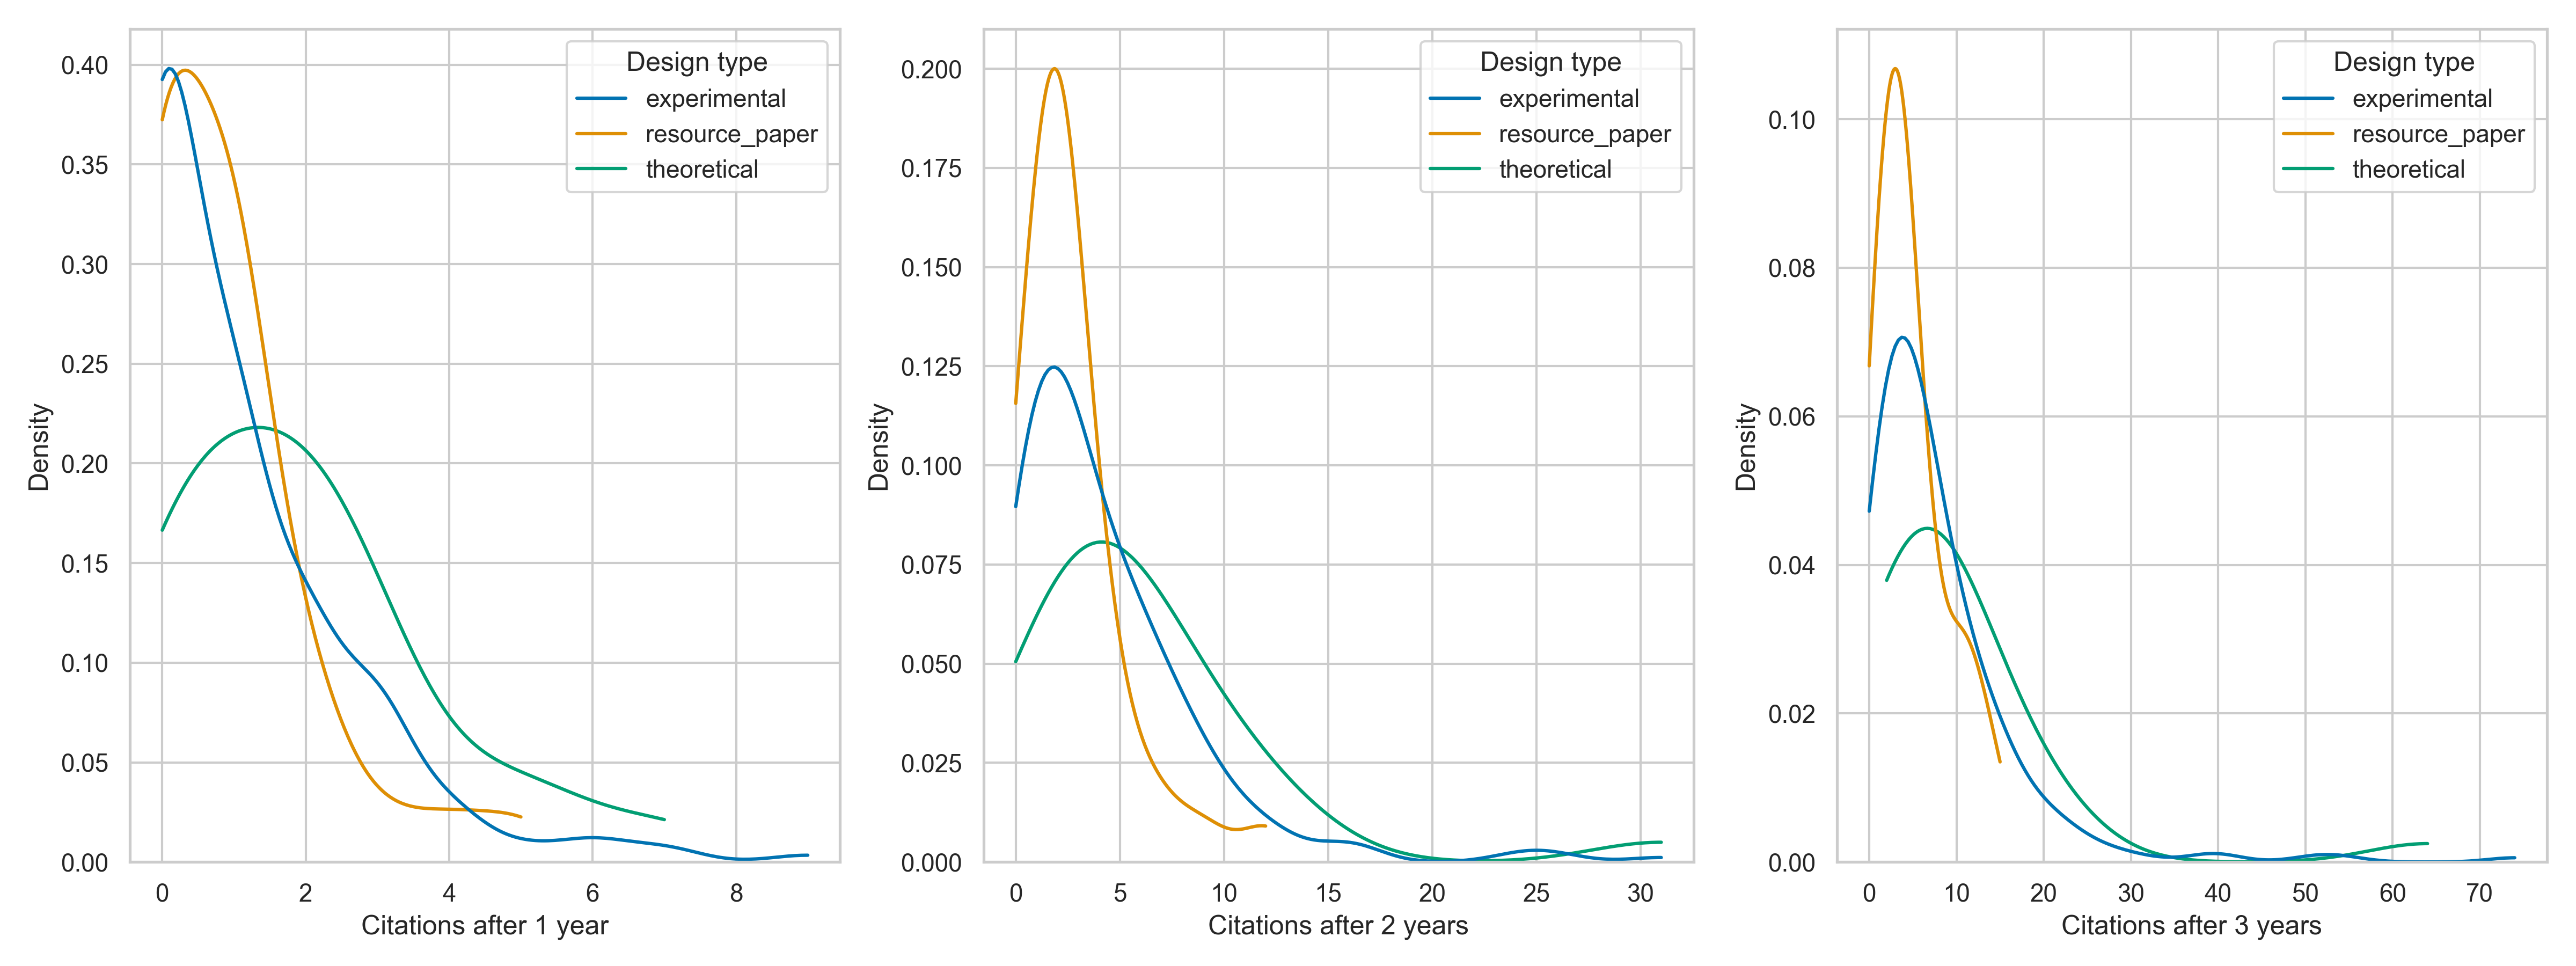 Design type
experimental
resource_paper
theoretical
0.40
0.35
0.30
0.25
0.20
0.15
0.10
0.05
0.00
Density
0 2 4 6 8
Citations after 1 year
Design type
experimental
resource_paper
theoretical
0.200
0.175
0.150
0.125
0.100
0.075
0.050
0.025
0.000
Density
0 5 10 15 20 25 30
Citations after 2 years
Design type
experimental
resource_paper
theoretical
0.10
0.08
0.06
0.04
0.02
0.00
Density
0 10 20 30 40 50 60 70
Citations after 3 years